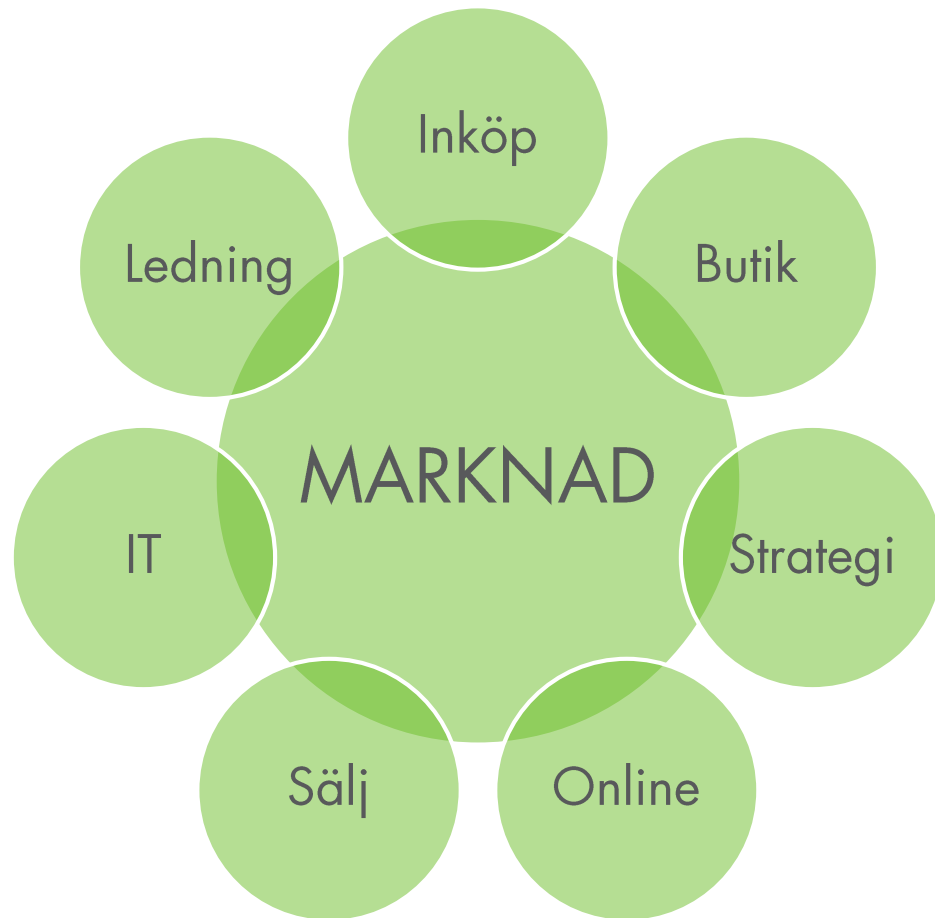 Inköp
Ledning
Butik
MARKNAD
IT
Strategi
Sälj
Online